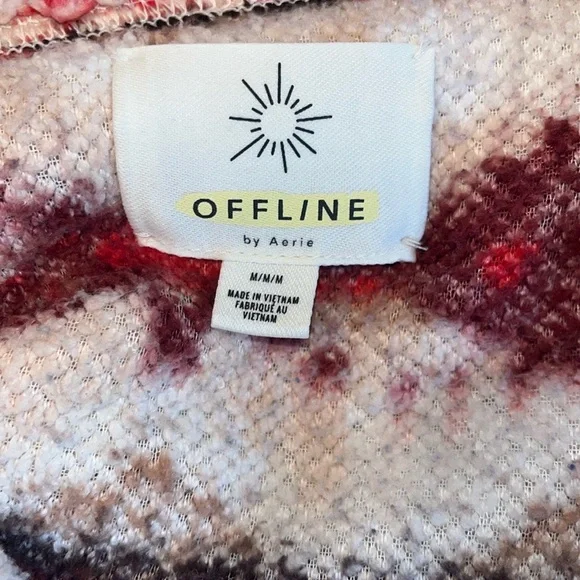 OFFLINE
by Aerie
M/M/M
MADE IN VIETNAM
FABRIQUÉ AU
VIETNAM